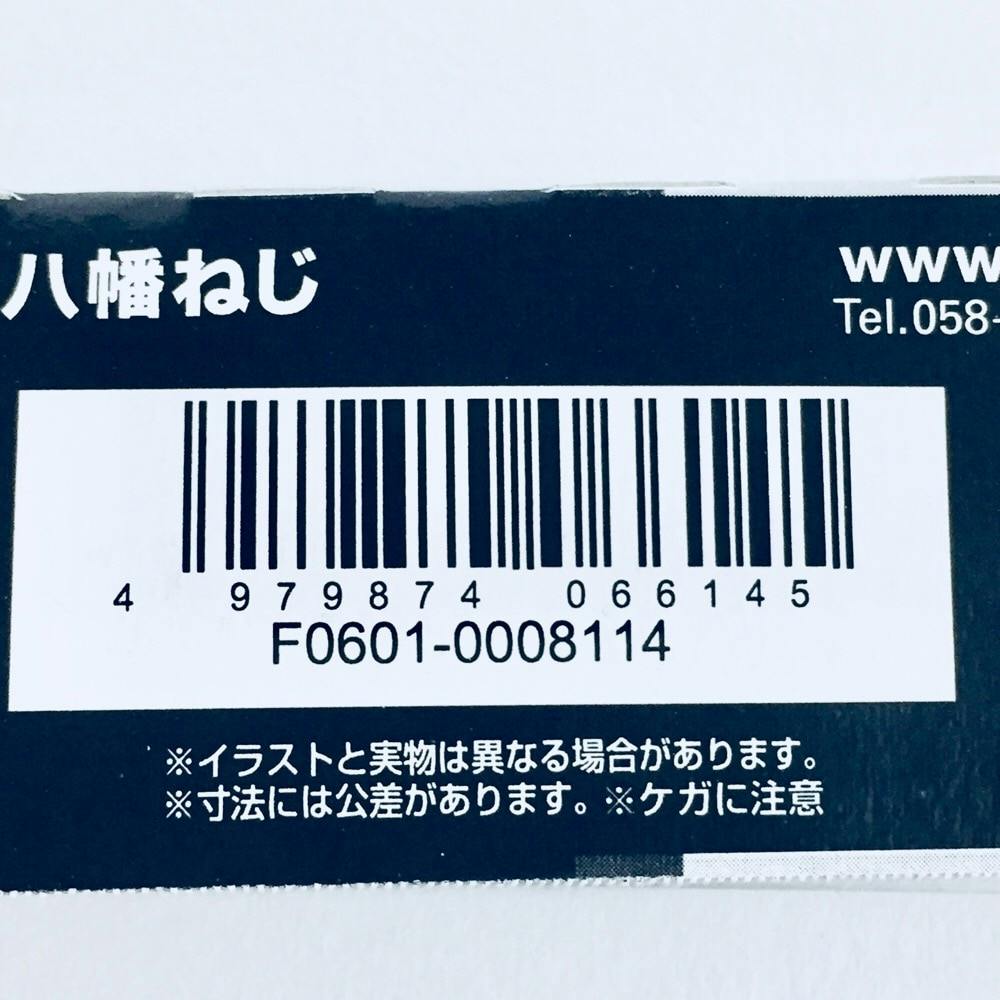 八幡ねじ
www.
Tel.058-
4 979874 066145
F0601-0008114
※イラストと実物は異なる場合があります。
※寸法には公差があります。※ケガに注意